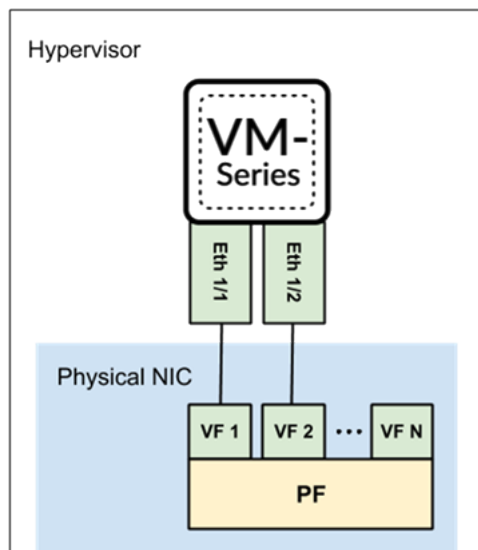 Hypervisor
VM-
Series
Eth 1/1
Eth 1/2
Physical NIC
VF 1
VF 2
...
VF N
PF